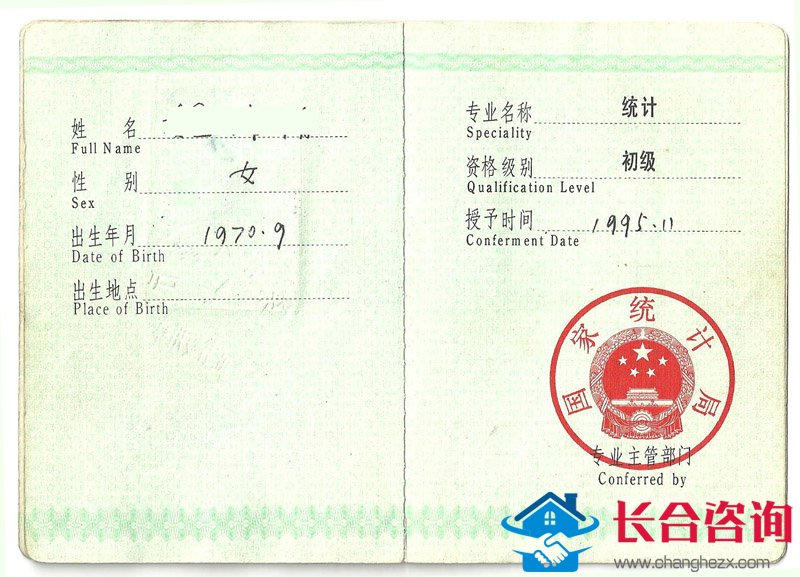 姓 名
Full Name
性 别 女
Sex
出生年月 1970.9
Date of Birth
出生地点
Place of Birth
专业名称 统计
Speciality
资格级别 初级
Qualification Level
授予时间 1995.11
Conferment Date
国家统计局
专业主管部门
Conferred by
长合咨询
www.changhezx.com